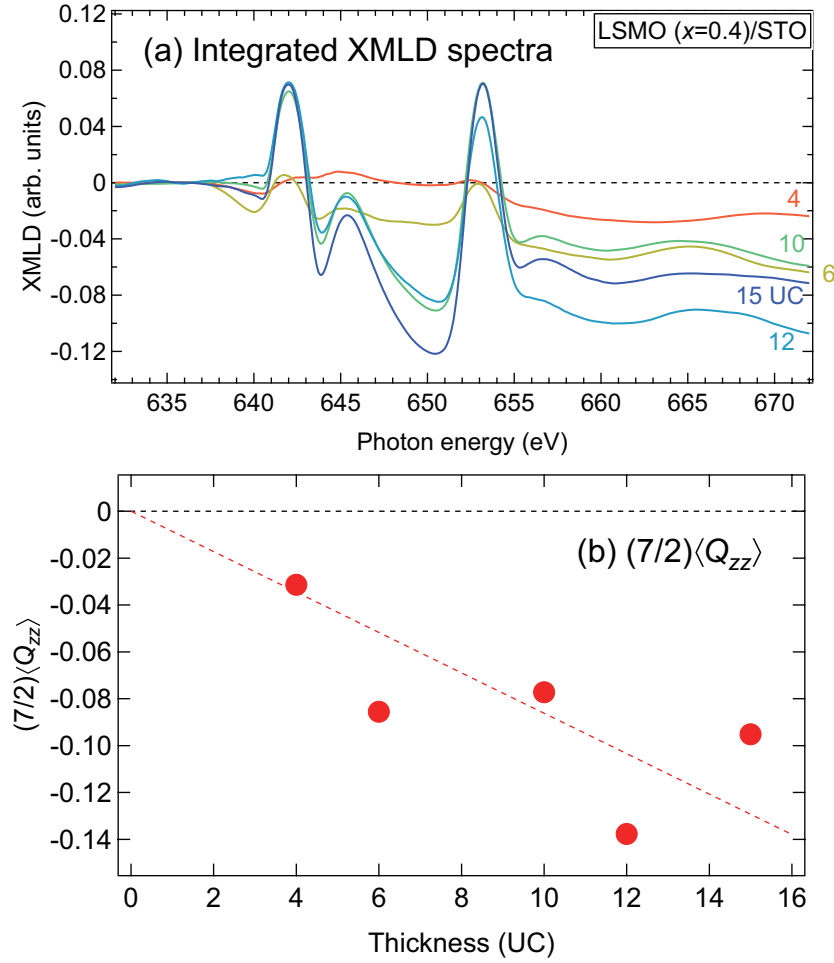 0.12
LSMO (x=0.4)/STO
(a) Integrated XMLD spectra
0.08
0.04
0
-0.04
-0.08
-0.12
XMLD (arb. units)
4
10
6
15 UC
12
635 640 645 650 655 660 665 670
Photon energy (eV)
0
-0.02
-0.04
-0.06
-0.08
-0.10
-0.12
-0.14
(b) (7/2)⟨Qzz⟩
(7/2)⟨Qzz⟩
0 2 4 6 8 10 12 14 16
Thickness (UC)